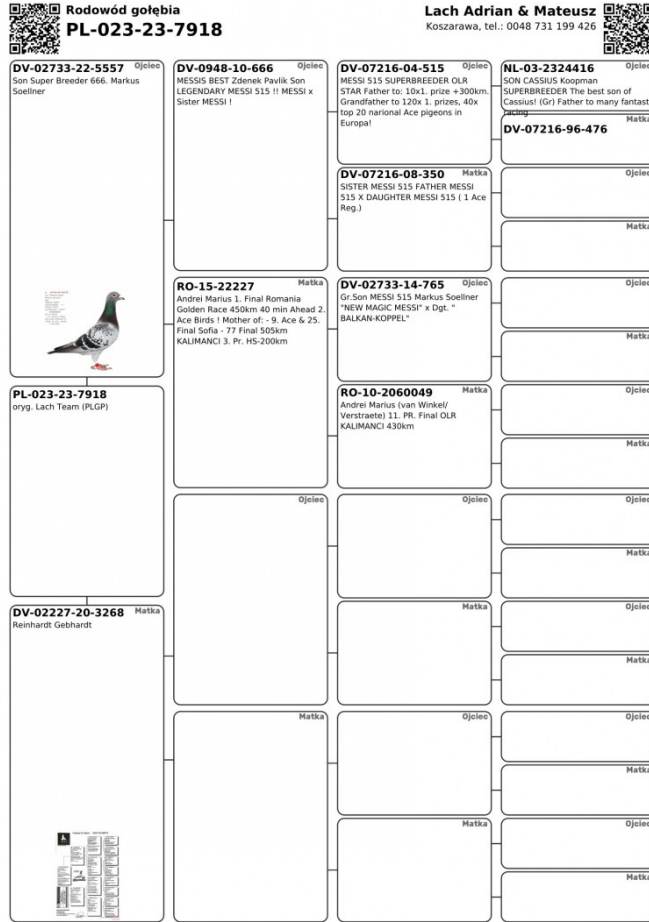 Rodowód gołębia
PL-023-23-7918
Lach Adrian & Mateusz
Koszarawa, tel.: 0048 731 199 426
DV-02733-22-5557 Ojciec
Son Super Breeder 666. Markus
Soellner
PL-023-23-7918
oryg. Lach Team (PLGP)
DV-02227-20-3268 Matka
Reinhardt Gebhardt
DV-0948-10-666 Ojciec
MESSIS BEST Zdenek Pavlik Son
LEGENDARY MESSI 515 !! MESSI x
Sister MESSI !
RO-15-22227 Matka
Andrei Marius 1. Final Romania
Golden Race 450km 40 min Ahead 2.
Ace Birds ! Mother of: - 9. Ace & 25.
Final Sofia - 77 Final 505km
KALIMANCI 3. Pr. HS-200km
Ojciec
Matka
DV-07216-04-515 Ojciec
MESSI 515 SUPERBREEDER OLR
STAR Father to: 10x1. prize +300km.
Grandfather to 120x 1. prizes, 40x
top 20 narional Ace pigeons in
Europa!
DV-07216-08-350 Matka
SISTER MESSI 515 FATHER MESSI
515 X DAUGHTER MESSI 515 ( 1 Ace
Reg.)
DV-02733-14-765 Ojciec
Gr.Son MESSI 515 Markus Soellner
"NEW MAGIC MESSI" x Dgt. "
BALKAN-KOPPEL"
RO-10-2060049 Matka
Andrei Marius (van Winkel/
Verstraete) 11. PR. Final OLR
KALIMANCI 430km
Ojciec
Matka
Ojciec
Matka
NL-03-2324416 Ojciec
SON CASSIUS Koopman
SUPERBREEDER The best son of
Cassius! (Gr) Father to many fantast
racing
Matka
DV-07216-96-476
Ojciec
Matka
Ojciec
Matka
Ojciec
Matka
Ojciec
Matka
Ojciec
Matka
Ojciec
Matka
Ojciec
Matka